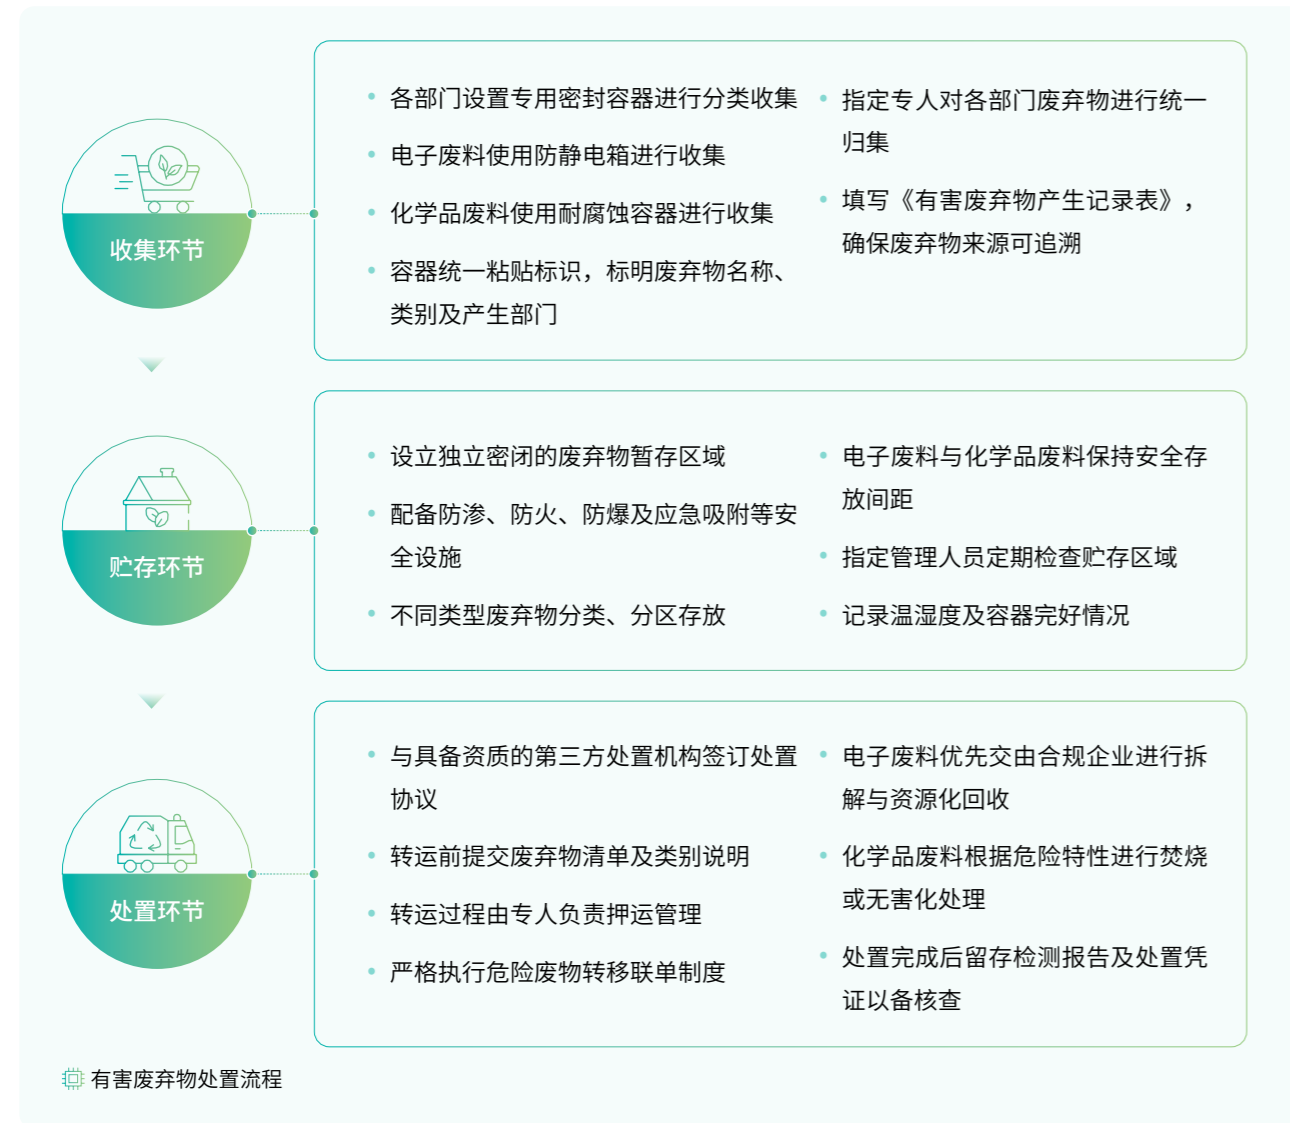 收集环节
各部门设置专用密封容器进行分类收集
电子废料使用防静电箱进行收集
化学品废料使用耐腐蚀容器进行收集
容器统一粘贴标识，标明废弃物名称、
类别及产生部门
指定专人对各部门废弃物进行统一
归集
填写《有害废弃物产生记录表》，
确保废弃物来源可追溯
贮存环节
设立独立密闭的废弃物暂存区域
配备防渗、防火、防爆及应急吸附等安
全设施
不同类型废弃物分类、分区存放
电子废料与化学品废料保持安全存
放间距
指定管理人员定期检查贮存区域
记录温湿度及容器完好情况
处置环节
与具备资质的第三方处置机构签订处置
协议
转运前提交废弃物清单及类别说明
转运过程由专人负责押运管理
严格执行危险废物转移联单制度
电子废料优先交由合规企业进行拆
解与资源化回收
化学品废料根据危险特性进行焚烧
或无害化处理
处置完成后留存检测报告及处置凭
证以备核查
有害废弃物处置流程